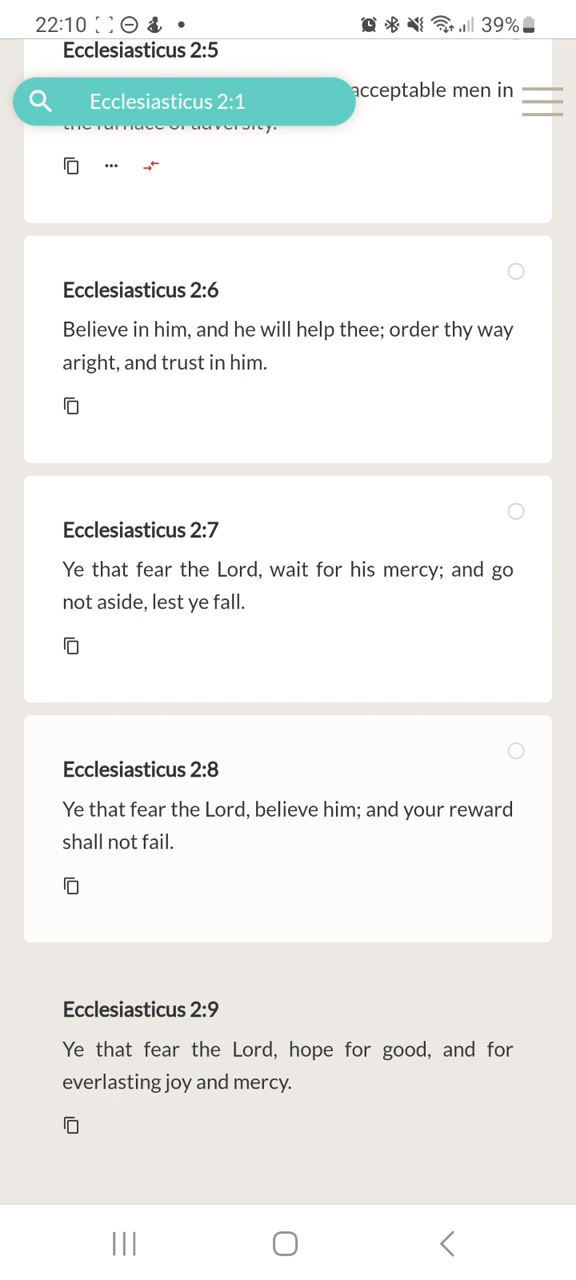 22:10
39%
Ecclesiasticus 2:5
acceptable men in
Ecclesiasticus 2:1
the furnace of adversity.
Ecclesiasticus 2:6
Believe in him, and he will help thee; order thy way
aright, and trust in him.
Ecclesiasticus 2:7
Ye that fear the Lord, wait for his mercy; and go
not aside, lest ye fall.
Ecclesiasticus 2:8
Ye that fear the Lord, believe him; and your reward
shall not fail.
Ecclesiasticus 2:9
Ye that fear the Lord, hope for good, and for
everlasting joy and mercy.